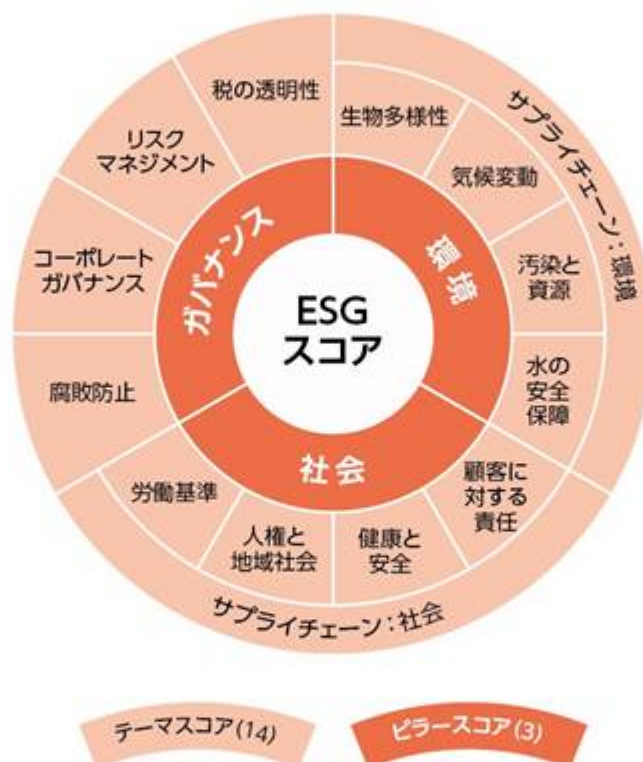 ESG
スコア
環境
生物多様性
気候変動
汚染と
資源
水の
安全
保障
サプライチェーン：環境
社会
顧客に
対する
責任
健康と
安全
人権と
地域社会
労働基準
サプライチェーン：社会
ガバナンス
腐敗防止
コーポレート
ガバナンス
リスク
マネジメント
税の透明性
テーマスコア(14)
ピラースコア(3)